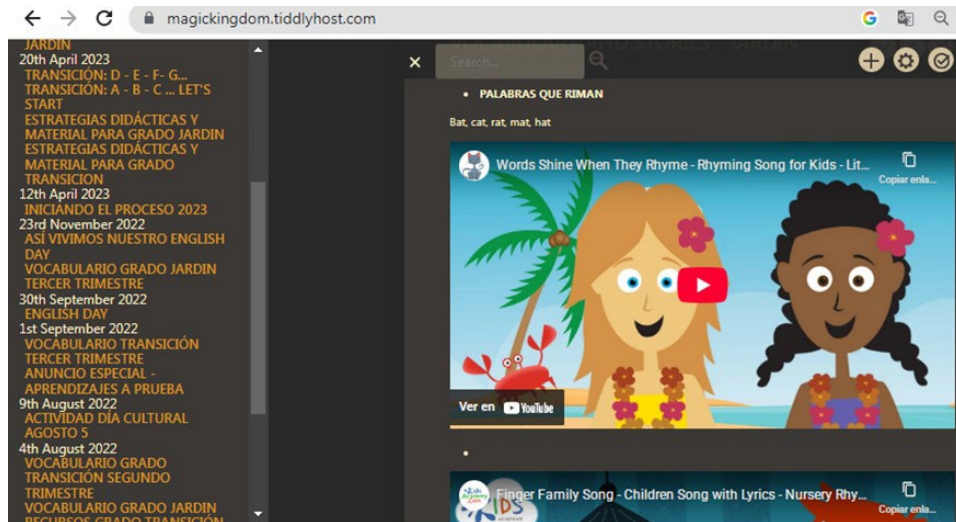 magickingdom.tiddlyhost.com
JARDIN
20th April 2023
TRANSICIÓN: D - E - F- G...
TRANSICIÓN: A - B - C ... LET'S
START
ESTRATEGIAS DIDÁCTICAS Y
MATERIAL PARA GRADO JARDIN
ESTRATEGIAS DIDÁCTICAS Y
MATERIAL PARA GRADO
TRANSICION
12th April 2023
INICIANDO EL PROCESO 2023
23rd November 2022
ASÍ VIVIMOS NUESTRO ENGLISH
DAY
VOCABULARIO GRADO JARDIN
TERCER TRIMESTRE
30th September 2022
ENGLISH DAY
1st September 2022
VOCABULARIO TRANSICIÓN
TERCER TRIMESTRE
ANUNCIO ESPECIAL -
APRENDIZAJES A PRUEBA
9th August 2022
ACTIVIDAD DÍA CULTURAL
AGOSTO 5
4th August 2022
VOCABULARIO GRADO
TRANSICIÓN SEGUNDO
TRIMESTRE
VOCABULARIO GRADO JARDIN
RECURSOS GRADO TRANSICIÓN
Search...
• PALABRAS QUE RIMAN
Bat, cat, rat, mat, hat
Words Shine When They Rhyme - Rhyming Song for Kids - Lit...
Copiar enla...
Ver en YouTube
Finger Family Song - Children Song with Lyrics - Nursery Rhy...
Copiar enla...